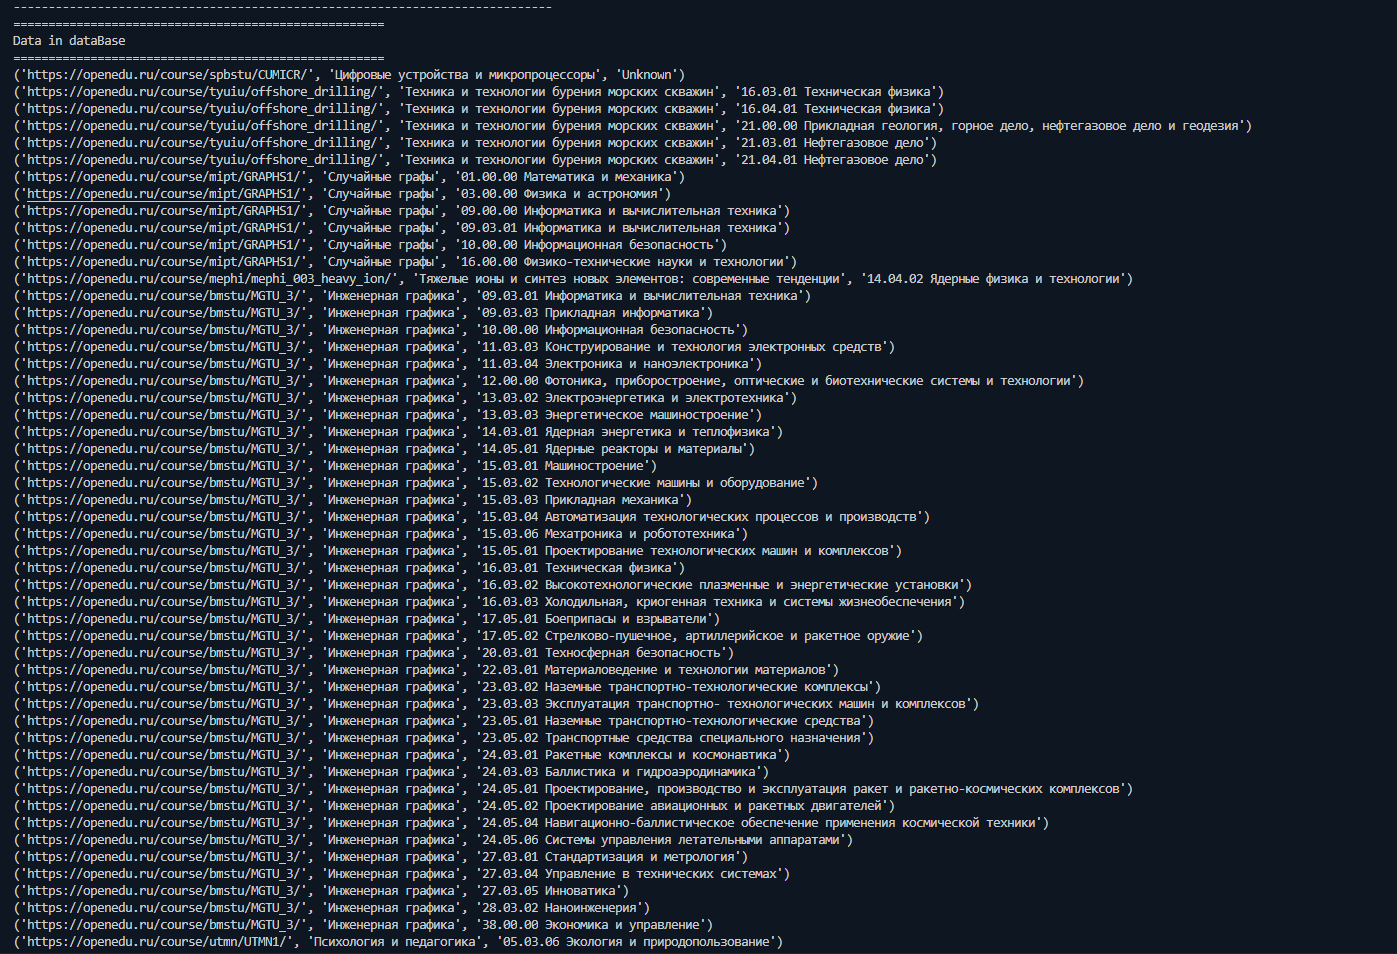 -----------------------------------------------------------------------------
=====================================================
Data in dataBase
=====================================================
('https://openedu.ru/course/spbstu/CUMICR/', 'Цифровые устройства и микропроцессоры', 'Unknown')
('https://openedu.ru/course/tyuiu/offshore_drilling/', 'Техника и технологии бурения морских скважин', '16.03.01 Техническая физика')
('https://openedu.ru/course/tyuiu/offshore_drilling/', 'Техника и технологии бурения морских скважин', '16.04.01 Техническая физика')
('https://openedu.ru/course/tyuiu/offshore_drilling/', 'Техника и технологии бурения морских скважин', '21.00.00 Прикладная геология, горное дело, нефтегазовое дело и геодезия')
('https://openedu.ru/course/tyuiu/offshore_drilling/', 'Техника и технологии бурения морских скважин', '21.03.01 Нефтегазовое дело')
('https://openedu.ru/course/tyuiu/offshore_drilling/', 'Техника и технологии бурения морских скважин', '21.04.01 Нефтегазовое дело')
('https://openedu.ru/course/mipt/GRAPHS1/', 'Случайные графы', '01.00.00 Математика и механика')
('https://openedu.ru/course/mipt/GRAPHS1/', 'Случайные графы', '03.00.00 Физика и астрономия')
('https://openedu.ru/course/mipt/GRAPHS1/', 'Случайные графы', '09.00.00 Информатика и вычислительная техника')
('https://openedu.ru/course/mipt/GRAPHS1/', 'Случайные графы', '09.03.01 Информатика и вычислительная техника')
('https://openedu.ru/course/mipt/GRAPHS1/', 'Случайные графы', '10.00.00 Информационная безопасность')
('https://openedu.ru/course/mipt/GRAPHS1/', 'Случайные графы', '16.00.00 Физико-технические науки и технологии')
('https://openedu.ru/course/mephi/mephi_003_heavy_ion/', 'Тяжелые ионы и синтез новых элементов: современные тенденции', '14.04.02 Ядерные физика и технологии')
('https://openedu.ru/course/bmstu/MGTU_3/', 'Инженерная графика', '09.03.01 Информатика и вычислительная техника')
('https://openedu.ru/course/bmstu/MGTU_3/', 'Инженерная графика', '09.03.03 Прикладная информатика')
('https://openedu.ru/course/bmstu/MGTU_3/', 'Инженерная графика', '10.00.00 Информационная безопасность')
('https://openedu.ru/course/bmstu/MGTU_3/', 'Инженерная графика', '11.03.03 Конструирование и технология электронных средств')
('https://openedu.ru/course/bmstu/MGTU_3/', 'Инженерная графика', '11.03.04 Электроника и наноэлектроника')
('https://openedu.ru/course/bmstu/MGTU_3/', 'Инженерная графика', '12.00.00 Фотоника, приборостроение, оптические и биотехнические системы и технологии')
('https://openedu.ru/course/bmstu/MGTU_3/', 'Инженерная графика', '13.03.02 Электроэнергетика и электротехника')
('https://openedu.ru/course/bmstu/MGTU_3/', 'Инженерная графика', '13.03.03 Энергетическое машиностроение')
('https://openedu.ru/course/bmstu/MGTU_3/', 'Инженерная графика', '14.03.01 Ядерная энергетика и теплофизика')
('https://openedu.ru/course/bmstu/MGTU_3/', 'Инженерная графика', '14.05.01 Ядерные реакторы и материалы')
('https://openedu.ru/course/bmstu/MGTU_3/', 'Инженерная графика', '15.03.01 Машиностроение')
('https://openedu.ru/course/bmstu/MGTU_3/', 'Инженерная графика', '15.03.02 Технологические машины и оборудование')
('https://openedu.ru/course/bmstu/MGTU_3/', 'Инженерная графика', '15.03.03 Прикладная механика')
('https://openedu.ru/course/bmstu/MGTU_3/', 'Инженерная графика', '15.03.04 Автоматизация технологических процессов и производств')
('https://openedu.ru/course/bmstu/MGTU_3/', 'Инженерная графика', '15.03.06 Мехатроника и робототехника')
('https://openedu.ru/course/bmstu/MGTU_3/', 'Инженерная графика', '15.05.01 Проектирование технологических машин и комплексов')
('https://openedu.ru/course/bmstu/MGTU_3/', 'Инженерная графика', '16.03.01 Техническая физика')
('https://openedu.ru/course/bmstu/MGTU_3/', 'Инженерная графика', '16.03.02 Высокотехнологические плазменные и энергетические установки')
('https://openedu.ru/course/bmstu/MGTU_3/', 'Инженерная графика', '16.03.03 Холодильная, криогенная техника и системы жизнеобеспечения')
('https://openedu.ru/course/bmstu/MGTU_3/', 'Инженерная графика', '17.05.01 Боеприпасы и взрыватели')
('https://openedu.ru/course/bmstu/MGTU_3/', 'Инженерная графика', '17.05.02 Стрелково-пушечное, артиллерийское и ракетное оружие')
('https://openedu.ru/course/bmstu/MGTU_3/', 'Инженерная графика', '20.03.01 Техносферная безопасность')
('https://openedu.ru/course/bmstu/MGTU_3/', 'Инженерная графика', '22.03.01 Материаловедение и технологии материалов')
('https://openedu.ru/course/bmstu/MGTU_3/', 'Инженерная графика', '23.03.02 Наземные транспортно-технологические комплексы')
('https://openedu.ru/course/bmstu/MGTU_3/', 'Инженерная графика', '23.03.03 Эксплуатация транспортно- технологических машин и комплексов')
('https://openedu.ru/course/bmstu/MGTU_3/', 'Инженерная графика', '23.05.01 Наземные транспортно-технологические средства')
('https://openedu.ru/course/bmstu/MGTU_3/', 'Инженерная графика', '23.05.02 Транспортные средства специального назначения')
('https://openedu.ru/course/bmstu/MGTU_3/', 'Инженерная графика', '24.03.01 Ракетные комплексы и космонавтика')
('https://openedu.ru/course/bmstu/MGTU_3/', 'Инженерная графика', '24.03.03 Баллистика и гидроаэродинамика')
('https://openedu.ru/course/bmstu/MGTU_3/', 'Инженерная графика', '24.05.01 Проектирование, производство и эксплуатация ракет и ракетно-космических комплексов')
('https://openedu.ru/course/bmstu/MGTU_3/', 'Инженерная графика', '24.05.02 Проектирование авиационных и ракетных двигателей')
('https://openedu.ru/course/bmstu/MGTU_3/', 'Инженерная графика', '24.05.04 Навигационно-баллистическое обеспечение применения космической техники')
('https://openedu.ru/course/bmstu/MGTU_3/', 'Инженерная графика', '24.05.06 Системы управления летательными аппаратами')
('https://openedu.ru/course/bmstu/MGTU_3/', 'Инженерная графика', '27.03.01 Стандартизация и метрология')
('https://openedu.ru/course/bmstu/MGTU_3/', 'Инженерная графика', '27.03.04 Управление в технических системах')
('https://openedu.ru/course/bmstu/MGTU_3/', 'Инженерная графика', '27.03.05 Инноватика')
('https://openedu.ru/course/bmstu/MGTU_3/', 'Инженерная графика', '28.03.02 Наноинженерия')
('https://openedu.ru/course/bmstu/MGTU_3/', 'Инженерная графика', '38.00.00 Экономика и управление')
('https://openedu.ru/course/utmn/UTMN1/', 'Психология и педагогика', '05.03.06 Экология и природопользование')